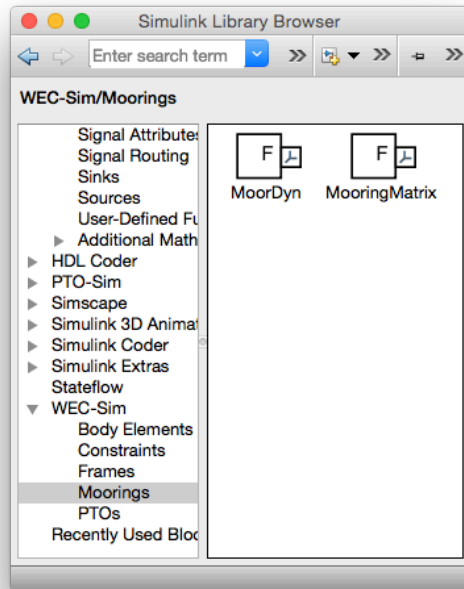 Simulink Library Browser
Enter search term
WEC-Sim/Moorings
Signal Attributes
Signal Routing
Sinks
Sources
User-Defined Fu
Additional Math
HDL Coder
PTO-Sim
Simscape
Simulink 3D Animat
Simulink Coder
Simulink Extras
Stateflow
WEC-Sim
Body Elements
Constraints
Frames
Moorings
PTOs
Recently Used Bloc
F F
MoorDyn MooringMatrix